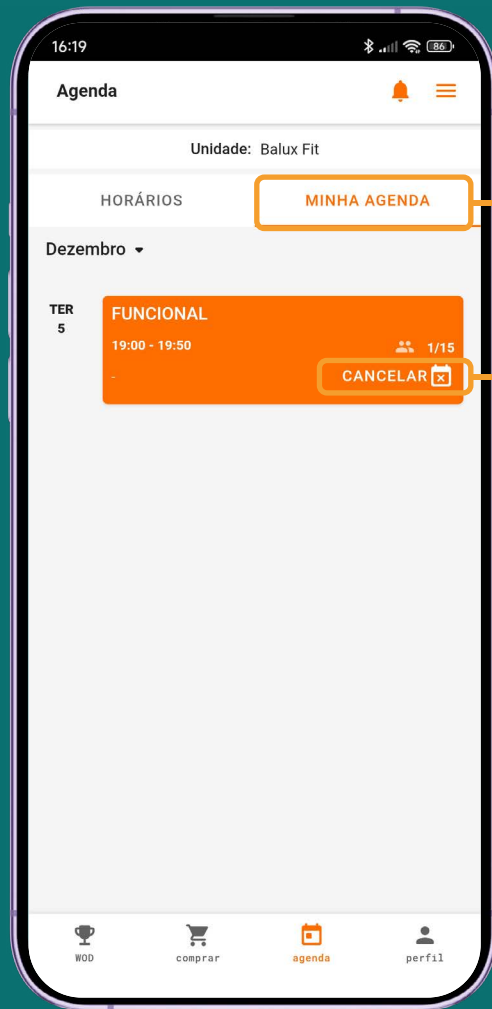 16:19 86
Agenda
Unidade: Balux Fit
HORÁRIOS MINHA AGENDA
Dezembro
TER
5
FUNCIONAL
19:00 - 19:50
1/15
-
CANCELAR
WOD comprar agenda perfil